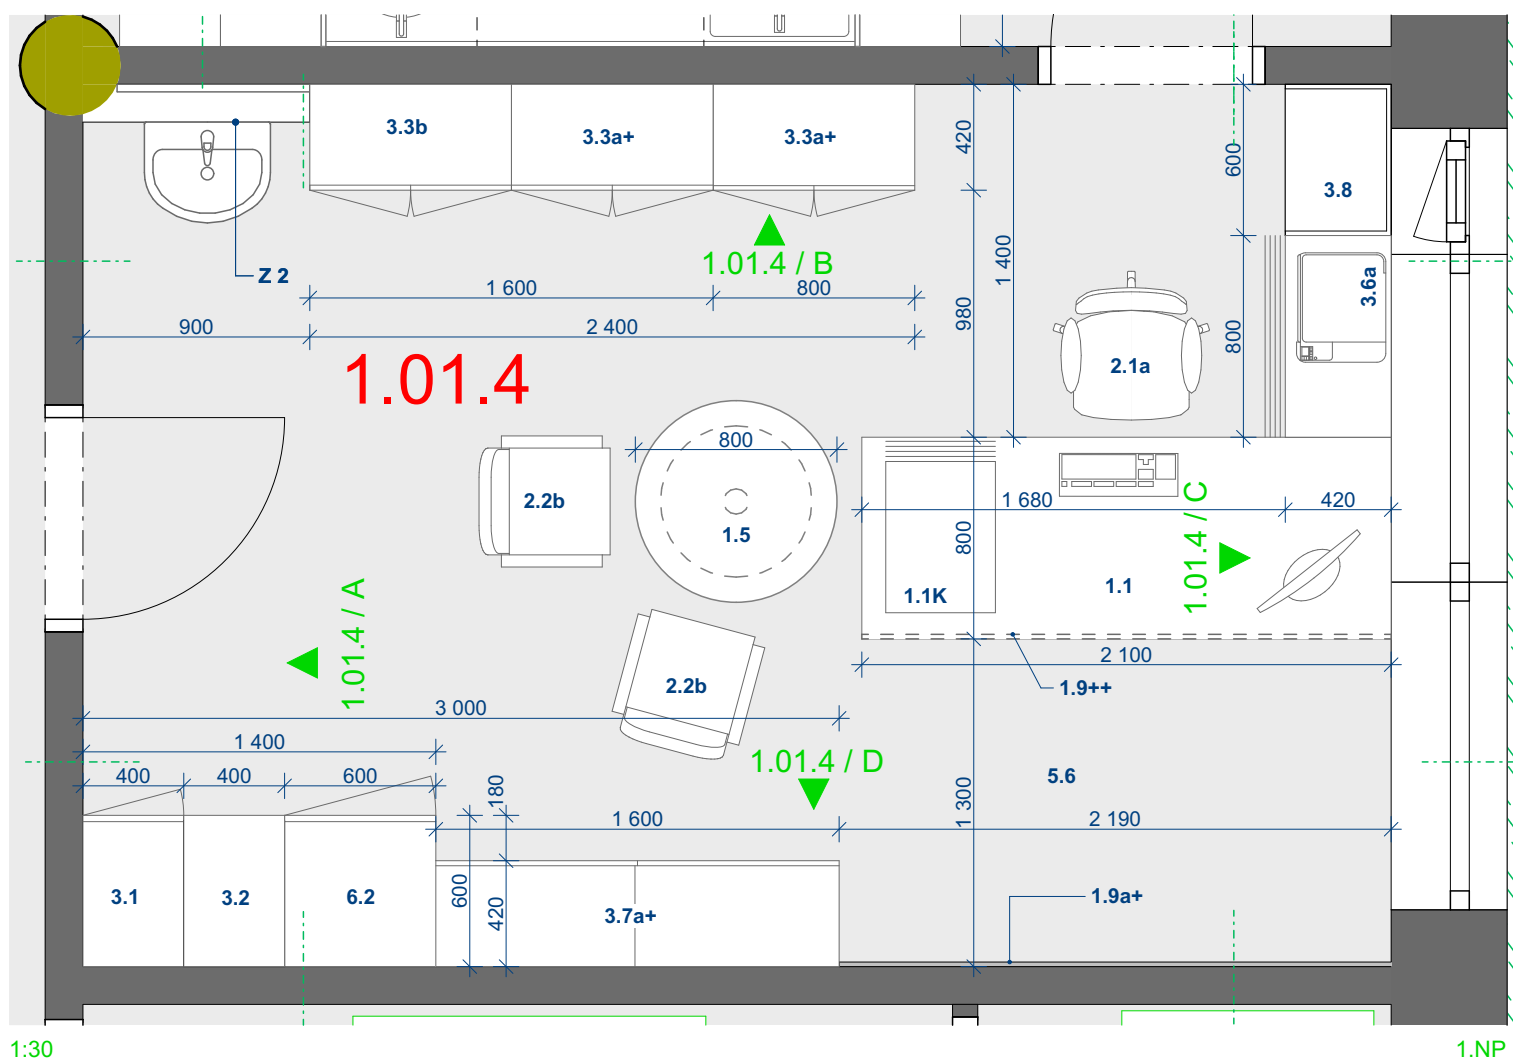 3.3b
3.3a+
3.3a+
420
600
3.8
Z 2
1.01.4 / B
1 400
3.6a
1 600
800
980
900
2 400
800
1.01.4
2.1a
800
2.2b
1.5
1 680
420
800
1.01.4 / C
1.1K
1.1
1.01.4 / A
2 100
2.2b
1.9++
3 000
1 400
1.01.4 / D
400
400
600
180
5.6
1 600
1 300
2 190
3.1
3.2
6.2
600
420
3.7a+
1.9a+
1:30
1.NP